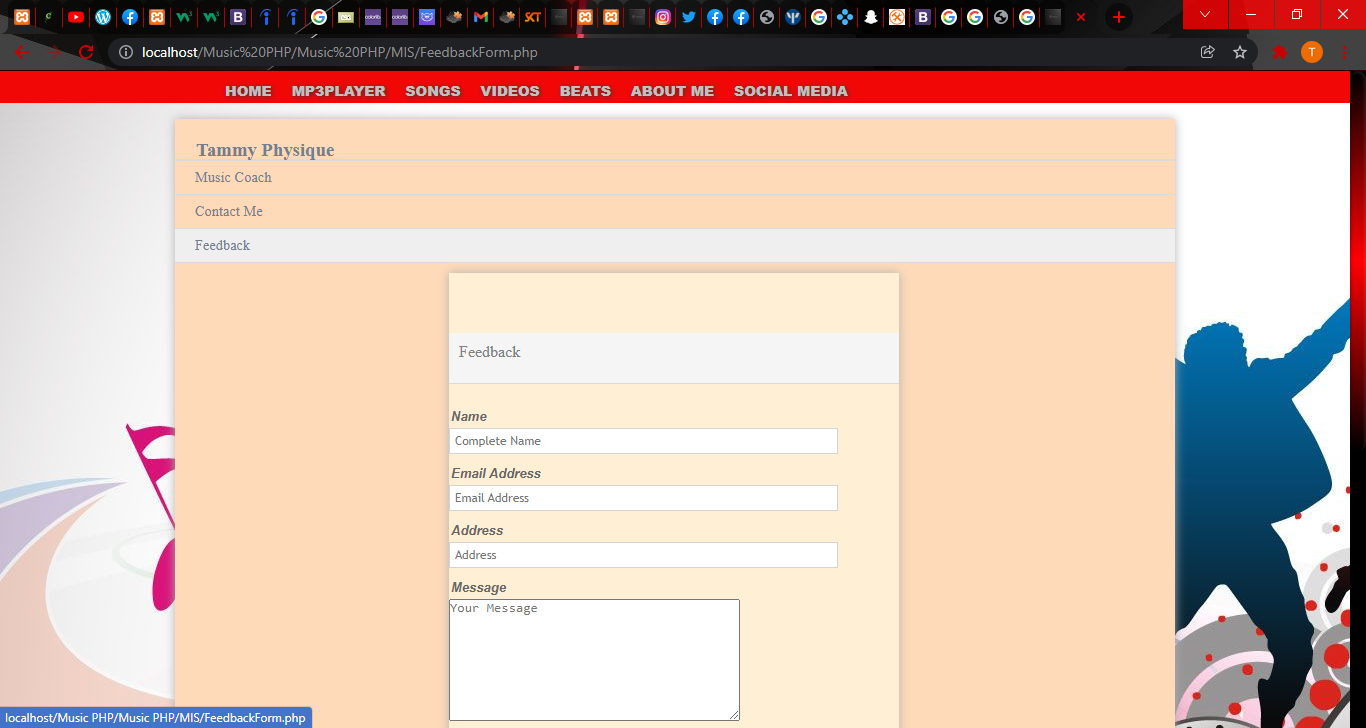 localhost/Music%20PHP/Music%20PHP/MIS/FeedbackForm.php
T
HOME MP3PLAYER SONGS VIDEOS BEATS ABOUT ME SOCIAL MEDIA
Tammy Physique
Music Coach
Contact Me
Feedback
Feedback
Name
Complete Name
Email Address
Email Address
Address
Address
Message
Your Message
localhost/Music PHP/Music PHP/MIS/FeedbackForm.php